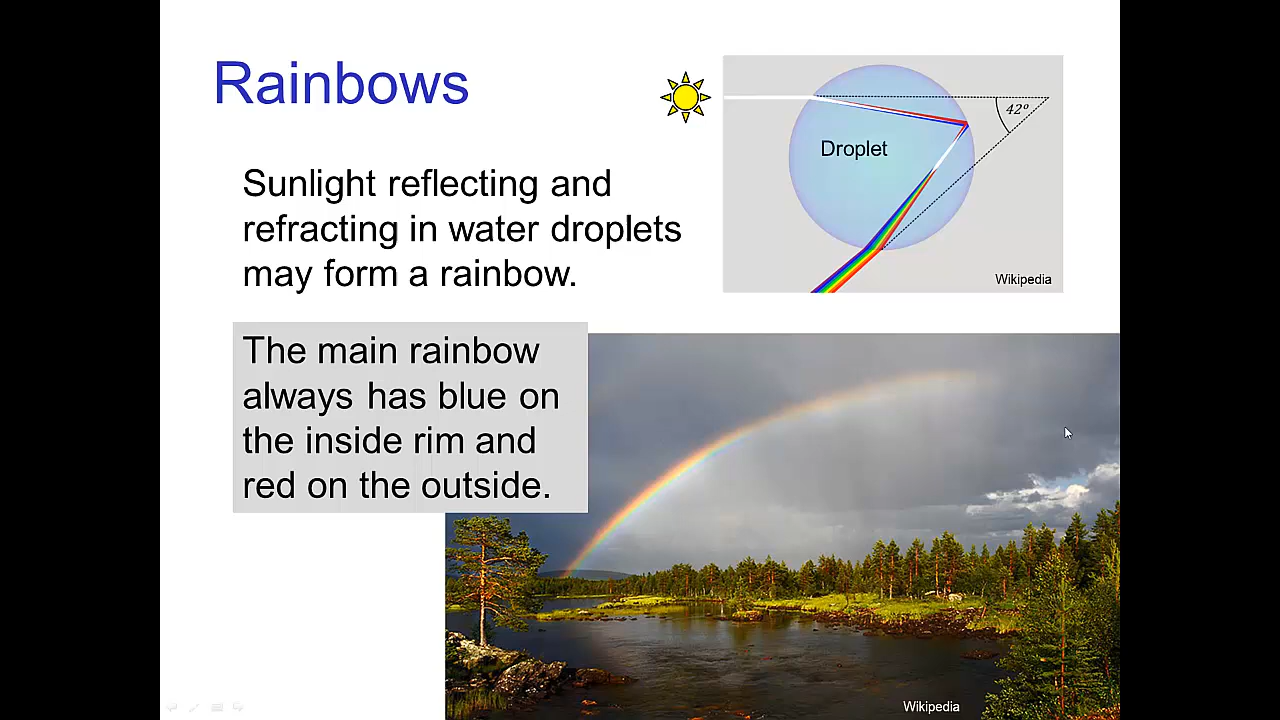 Rainbows
Sunlight reflecting and
refracting in water droplets
may form a rainbow.
Droplet
42º
Wikipedia
The main rainbow
always has blue on
the inside rim and
red on the outside.
Wikipedia